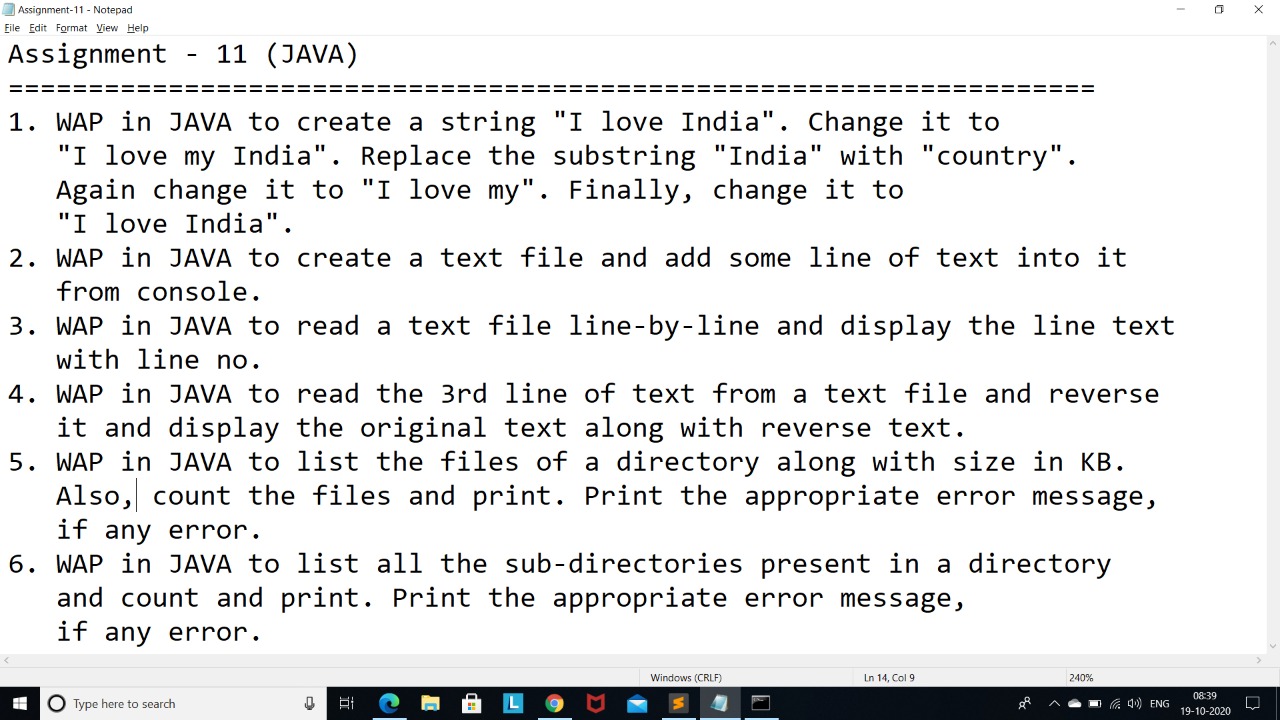 Assignment-11 - Notepad
File Edit Format View Help
Assignment - 11 (JAVA)
====================================================================
1. WAP in JAVA to create a string "I love India". Change it to
"I love my India". Replace the substring "India" with "country".
Again change it to "I love my". Finally, change it to
"I love India".
2. WAP in JAVA to create a text file and add some line of text into it
from console.
3. WAP in JAVA to read a text file line-by-line and display the line text
with line no.
4. WAP in JAVA to read the 3rd line of text from a text file and reverse
it and display the original text along with reverse text.
5. WAP in JAVA to list the files of a directory along with size in KB.
Also, count the files and print. Print the appropriate error message,
if any error.
6. WAP in JAVA to list all the sub-directories present in a directory
and count and print. Print the appropriate error message,
if any error.
Windows (CRLF) Ln 14, Col 9 240%
Type here to search
L
ENG
08:39
19-10-2020